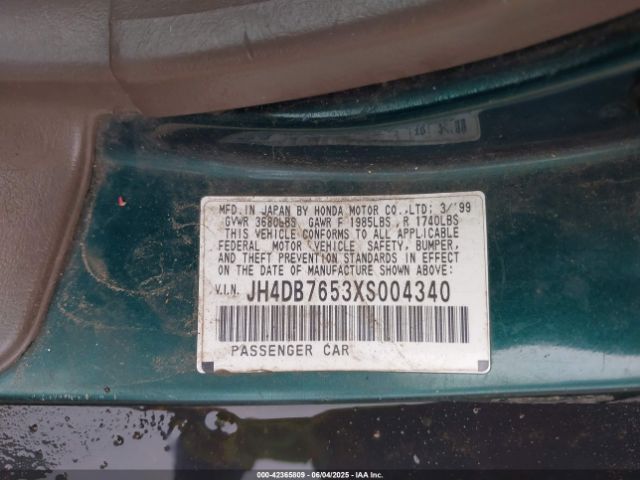 MFD. IN JAPAN BY HONDA MOTOR CO.,LTD: 3/'99
GVWR 3680LBS GAWR F 1985LBS, R 1740LBS
THIS VEHICLE CONFORMS TO ALL APPLICABLE
FEDERAL MOTOR VEHICLE SAFETY, BUMPER,
AND THEFT PREVENTION STANDARDS IN EFFECT
ON THE DATE OF MANUFACTURE SHOWN ABOVE:
V.I.N. JH4DB7653XS004340
PASSENGER CAR
000-42365809 - 06/04/2025 - IAA Inc.